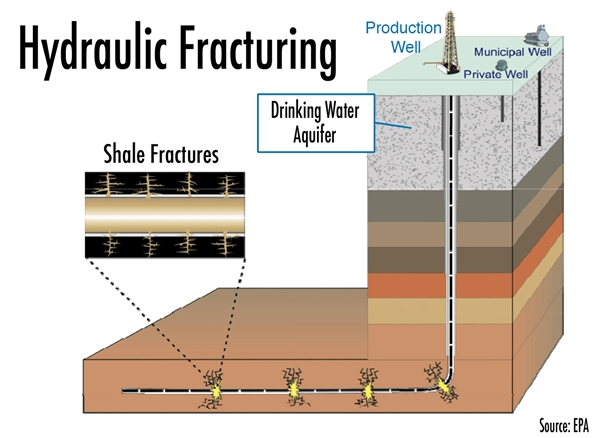 Hydraulic Fracturing
Production
Well
Municipal Well
Private Well
Drinking Water
Aquifer
Shale Fractures
Source: EPA